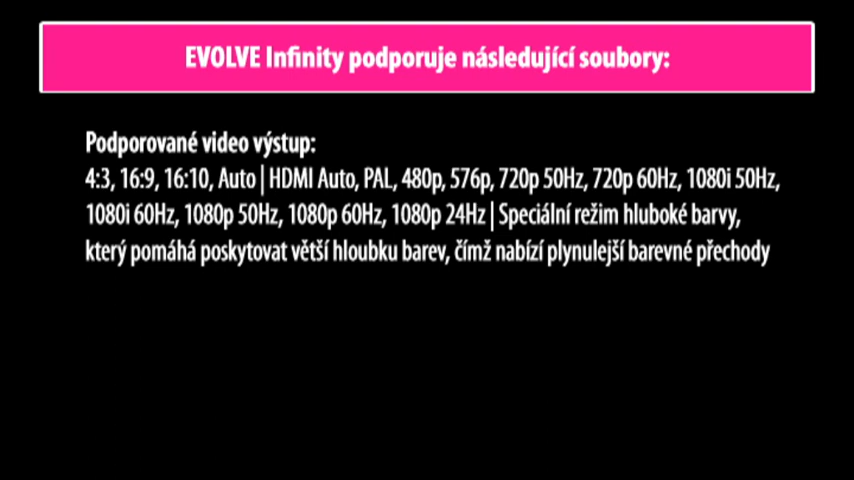 EVOLVE Infinity podporuje následující soubory:
Podporované video výstup:
4:3, 16:9, 16:10, Auto | HDMI Auto, PAL, 480p, 576p, 720p 50Hz, 720p 60Hz, 1080i 50Hz,
1080i 60Hz, 1080p 50Hz, 1080p 60Hz, 1080p 24Hz | Speciální režim hluboké barvy,
který pomáhá poskytovat větší hloubku barev, čímž nabízí plynulejší barevné přechody